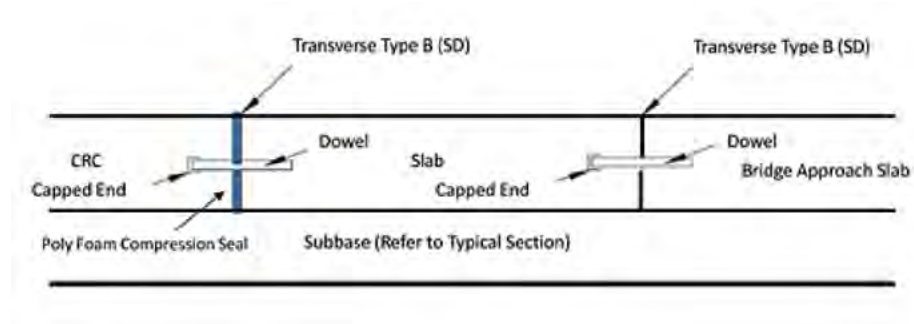 Transverse Type B (SD)
Transverse Type B (SD)
Dowel
Dowel
CRC
Slab
Bridge Approach Slab
Capped End
Capped End
Poly Foam Compression Seal
Subbase (Refer to Typical Section)